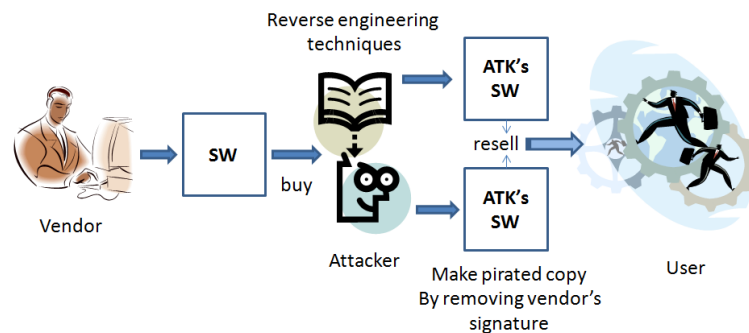 Reverse engineering
techniques
ATK's
SW
Vendor
SW
buy
resell
ATK's
SW
Attacker
User
Make pirated copy
By removing vendor's
signature